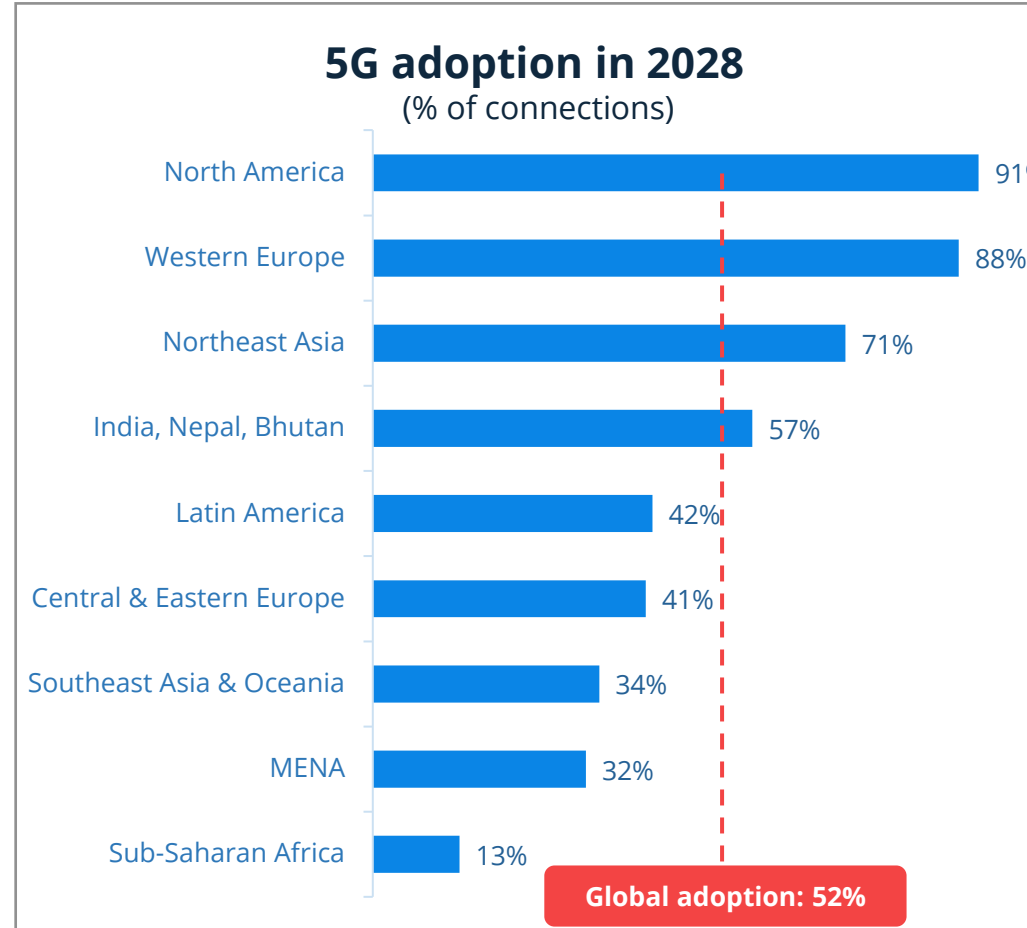 5G adoption in 2028
(% of connections)
North America 91%
Western Europe 88%
Northeast Asia 71%
India, Nepal, Bhutan 57%
Latin America 42%
Central & Eastern Europe 41%
Southeast Asia & Oceania 34%
MENA 32%
Sub-Saharan Africa 13%
Global adoption: 52%